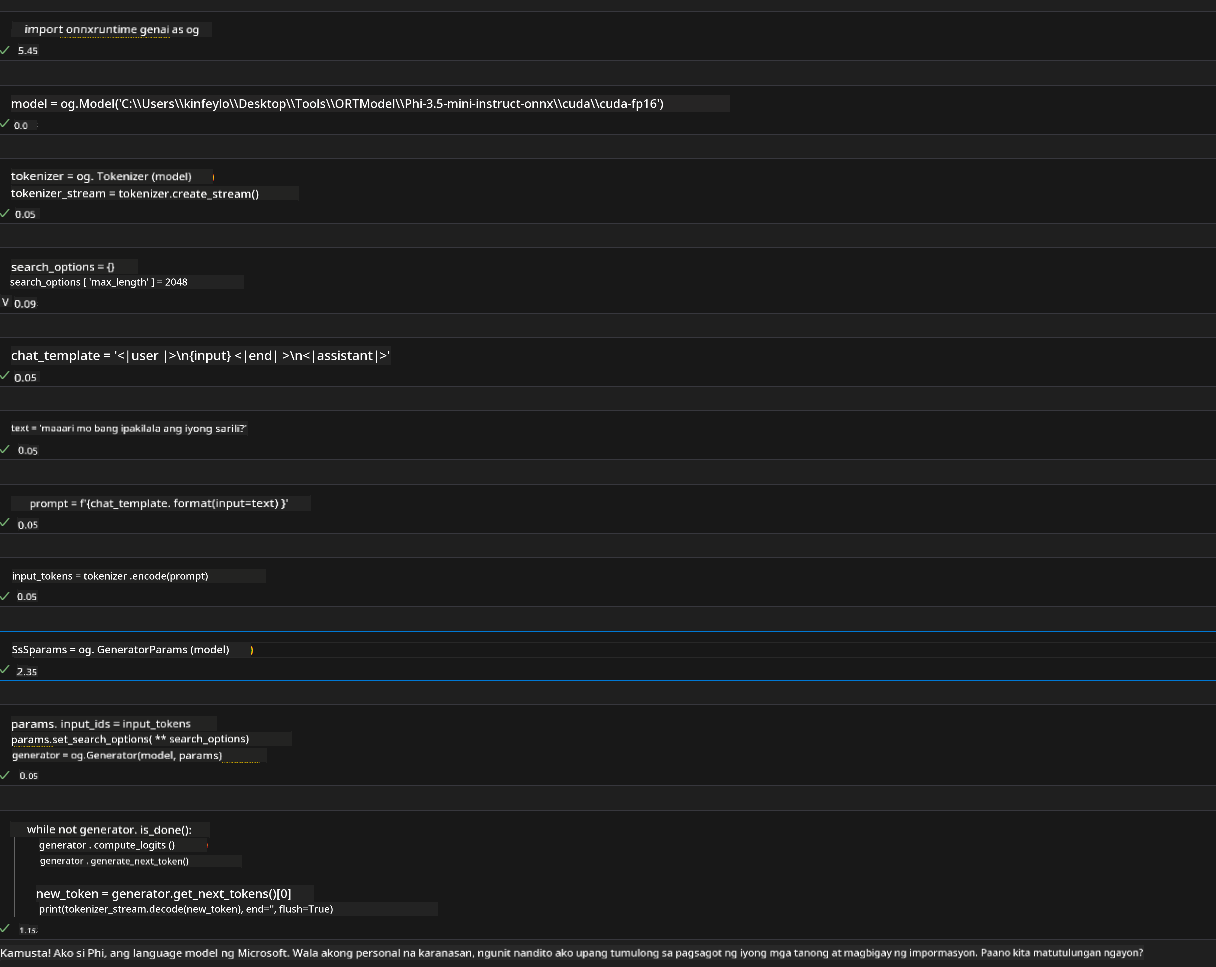 import onnxruntime genai as og
5.45
model = og.Model('C:\\Users\\kinfeylo\\Desktop\\Tools\\ORTModel\\Phi-3.5-mini-instruct-onnx\\cuda\\cuda-fp16')
0.0
tokenizer = og. Tokenizer (model) )
tokenizer_stream = tokenizer.create_stream()
0.05
search_options = {}
search_options [ 'max_length' ] = 2048
V 0.09
chat_template = '<|user |>\n{input} <|end| >\n<|assistant|>'
0.05
text = 'maaari mo bang ipakilala ang iyong sarili?'
0.05
prompt = f'{chat_template. format(input=text) }'
0.05
input_tokens = tokenizer .encode(prompt)
0.05
SsSparams = og. GeneratorParams (model) )
2.35
params. input_ids = input_tokens
params.set_search_options( ** search_options)
generator = og.Generator(model, params)
0.05
while not generator. is_done():
generator . compute_logits ()
generator . generate_next_token()
new_token = generator.get_next_tokens()[0]
print(tokenizer_stream.decode(new_token), end='', flush=True)
1.1s.
Kamusta! Ako si Phi, ang language model ng Microsoft. Wala akong personal na karanasan, ngunit nandito ako upang tumulong sa pagsagot ng iyong mga tanong at magbigay ng impormasyon. Paano kita matutulungan ngayon?